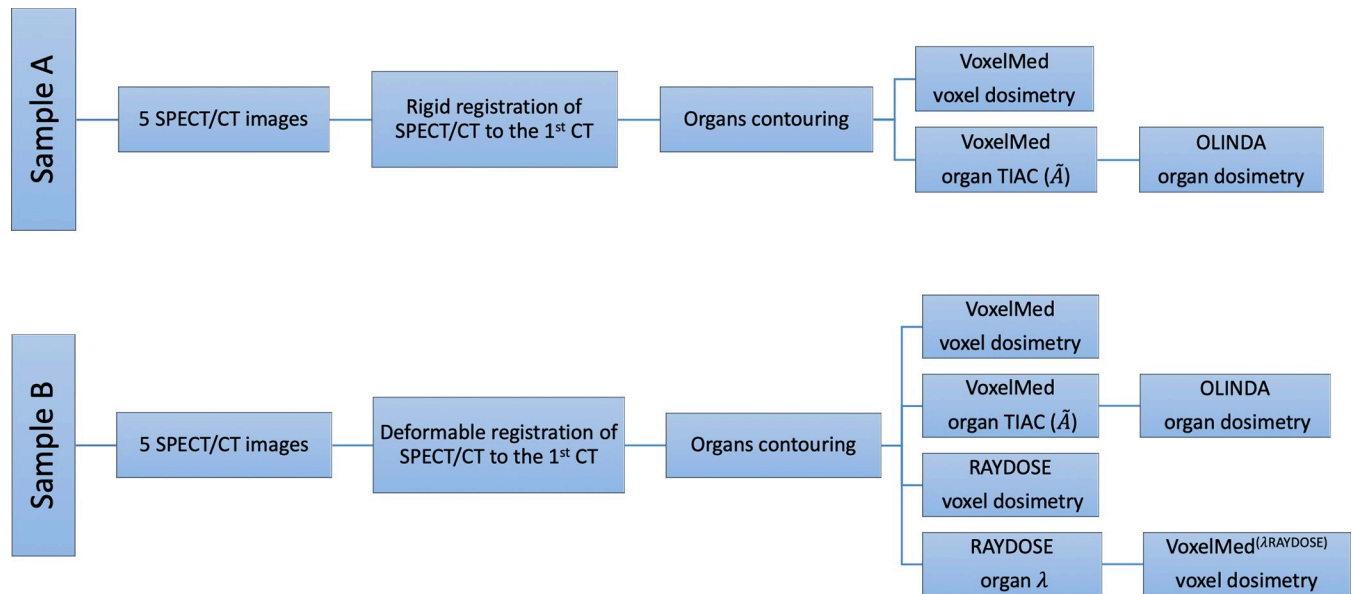 Sample A
5 SPECT/CT images
Rigid registration of
SPECT/CT to the 1st CT
Organs contouring
VoxelMed
voxel dosimetry
VoxelMed
organ TIAC (Ã)
OLINDA
organ dosimetry
Sample B
5 SPECT/CT images
Deformable registration of
SPECT/CT to the 1st CT
Organs contouring
VoxelMed
voxel dosimetry
VoxelMed
organ TIAC (Ã)
OLINDA
organ dosimetry
RAYDOSE
voxel dosimetry
RAYDOSE
organ λ
VoxelMed(λRAYDOSE)
voxel dosimetry